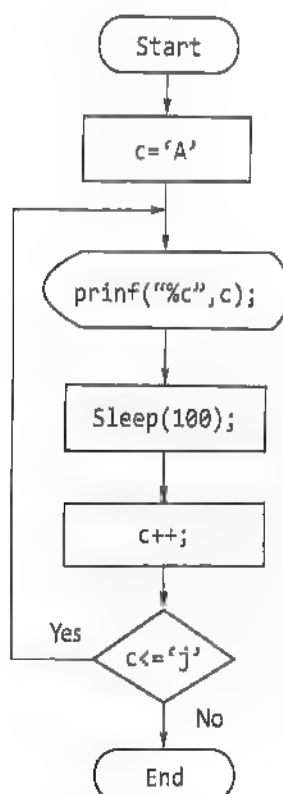 Start
c=‘A’
prinf(“%c”,c);
Sleep(100);
c++;
Yes
c<=‘j’
No
End